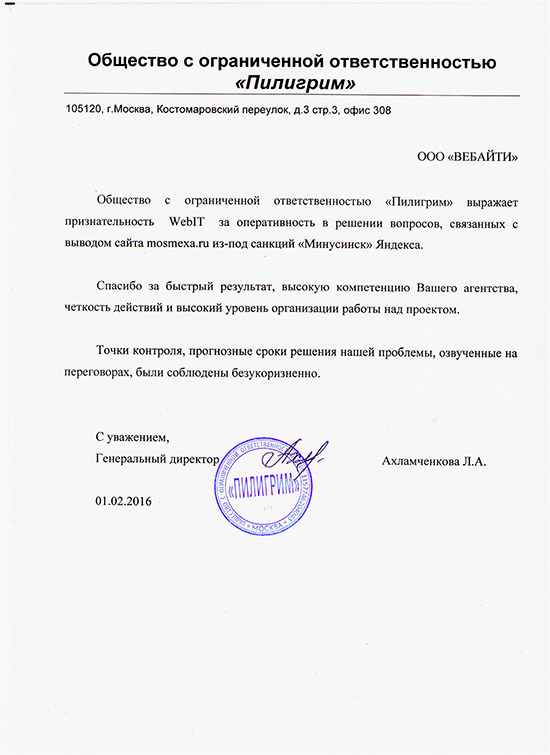 Общество с ограниченной ответственностью
«Пилигрим»
105120, г.Москва, Костомаровский переулок, д.3 стр.3, офис 308
ООО «ВЕБАЙТИ»
Общество с ограниченной ответственностью «Пилигрим» выражает
признательность WebIT за оперативность в решении вопросов, связанных с
выводом сайта mosmexa.ru из-под санкций «Минусинск» Яндекса.
Спасибо за быстрый результат, высокую компетенцию Вашего агентства,
четкость действий и высокий уровень организации работы над проектом.
Точки контроля, прогнозные сроки решения нашей проблемы, озвученные на
переговорах, были соблюдены безукоризненно.
С уважением,
Генеральный директор
Ахламченкова Л.А.
ОБЩЕСТВО С ОГРАНИЧЕННОЙ ОТВЕТСТВЕННОСТЬЮ
«ПИЛИГРИМ»
МОСКВА
01.02.2016